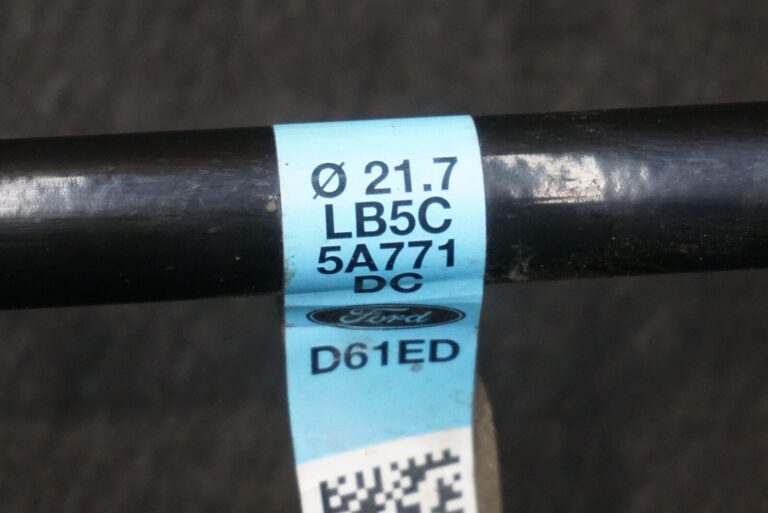 Ø 21.7
LB5C
5A771
DC
Ford
D61ED